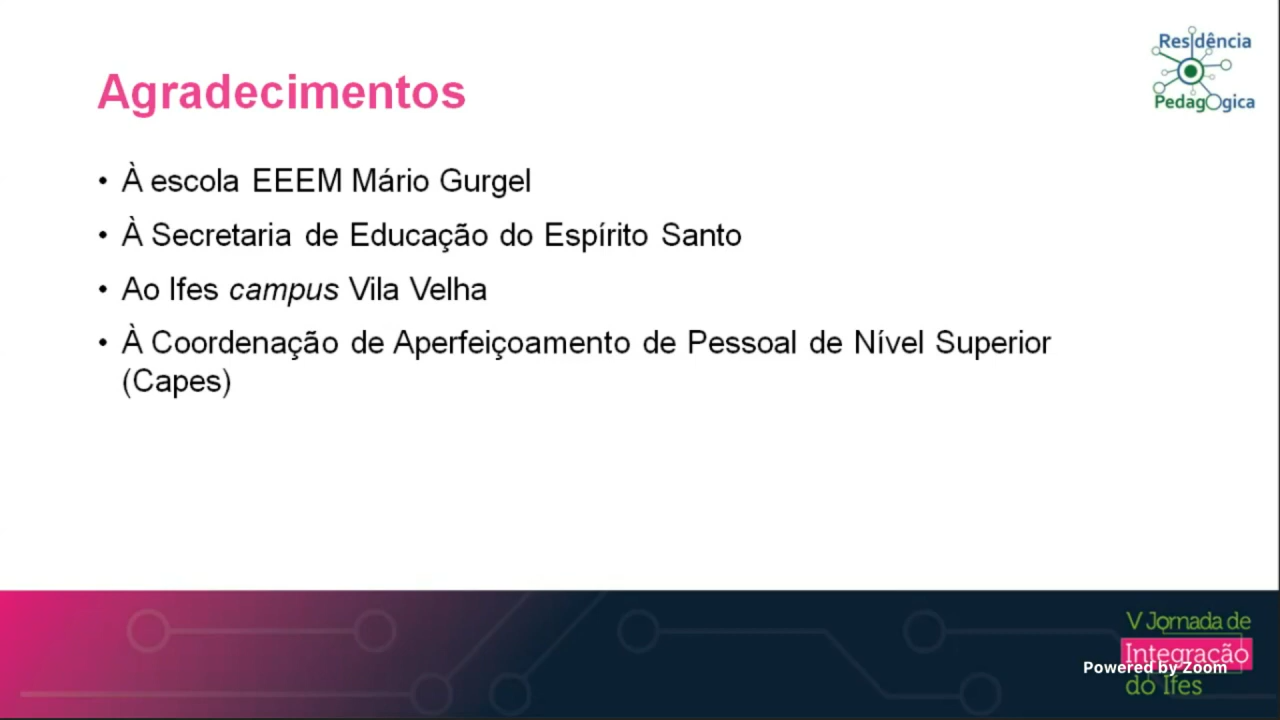 Residência
Pedagógica
Agradecimentos
• À escola EEEM Mário Gurgel
• À Secretaria de Educação do Espírito Santo
• Ao Ifes campus Vila Velha
• À Coordenação de Aperfeiçoamento de Pessoal de Nível Superior
(Capes)
V Jornada de
Integração
Powered by Zoom
do Ifes